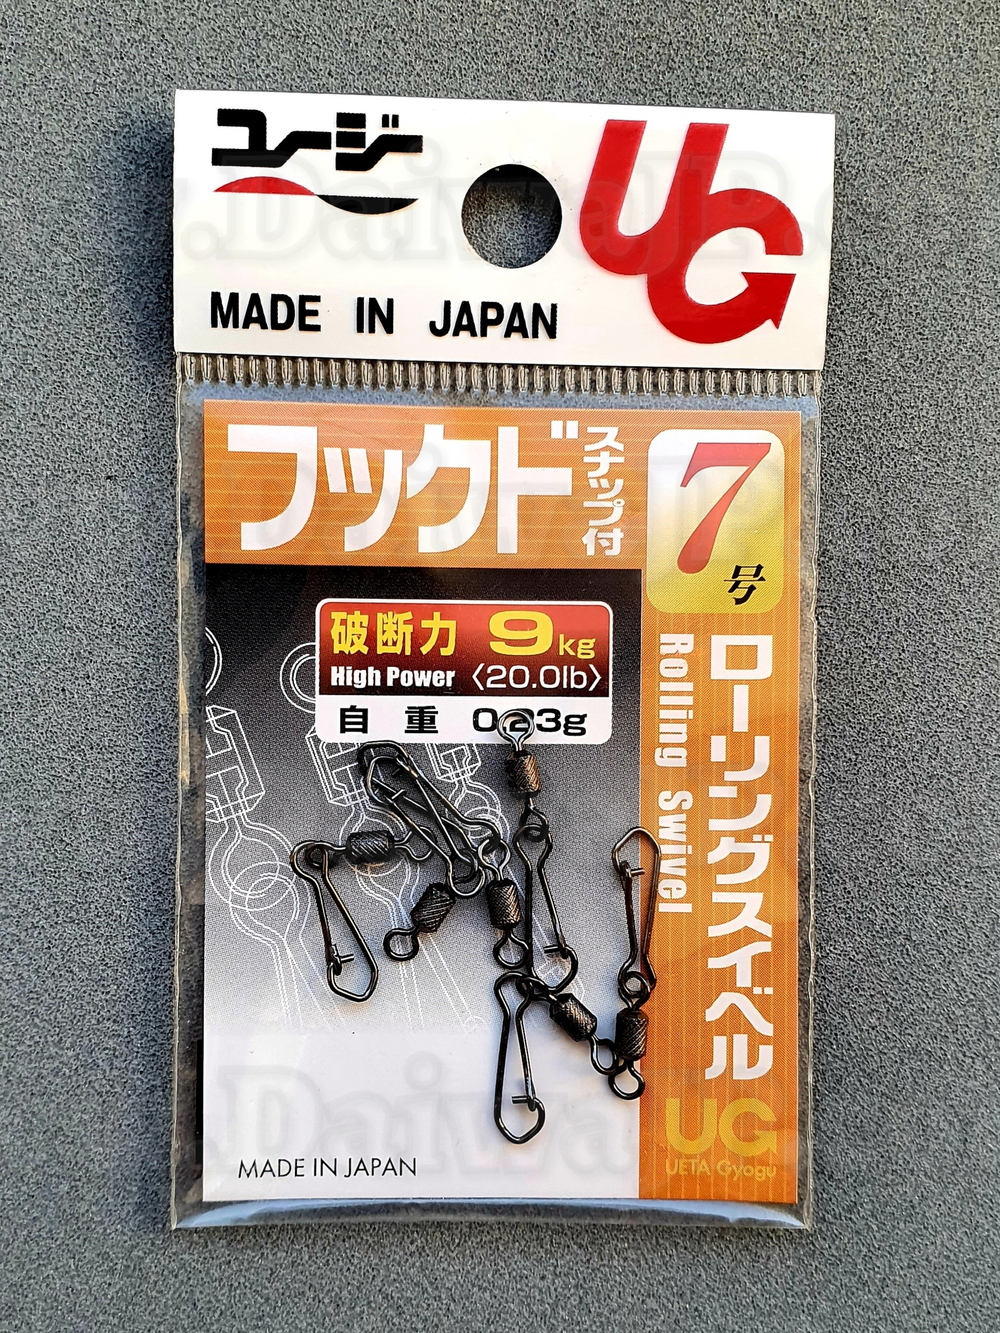 ユージ
UG
MADE IN JAPAN
フックド
スナップ付
7号
破断力 9kg
High Power 〈20.0lb〉
自重 0.23g
ローリングスイベル
Rolling Swivel
UG
UETA Gyogu
MADE IN JAPAN